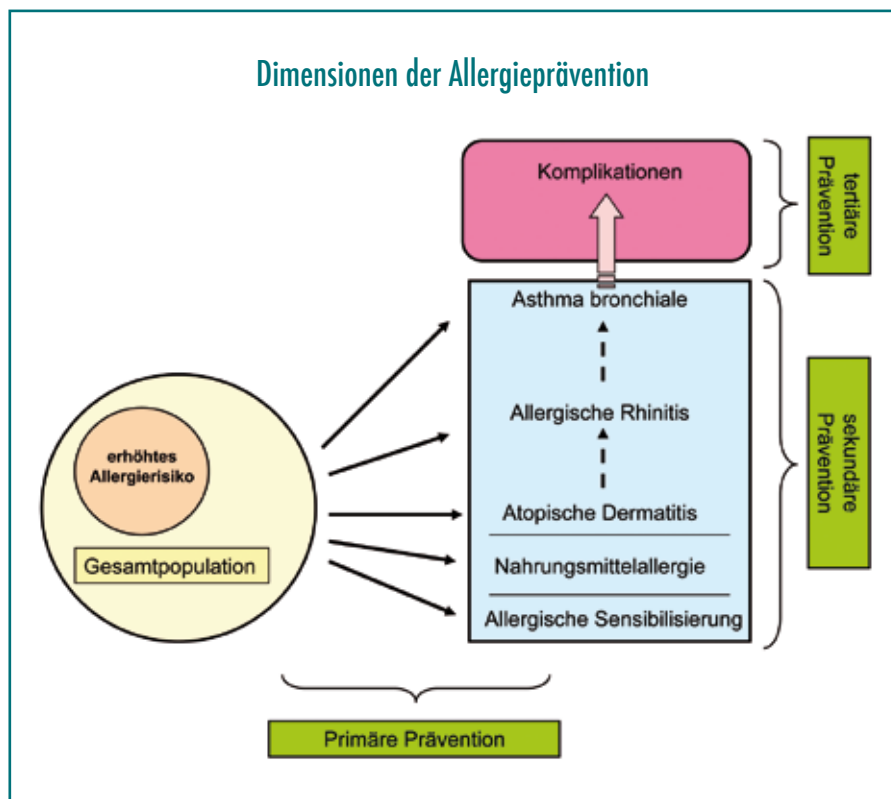 Dimensionen der Allergieprävention
Komplikationen
tertiäre
Prävention
Asthma bronchiale
Allergische Rhinitis
sekundäre
Prävention
erhöhtes
Allergierisiko
Atopische Dermatitis
Gesamtpopulation
Nahrungsmittelallergie
Allergische Sensibilisierung
Primäre Prävention